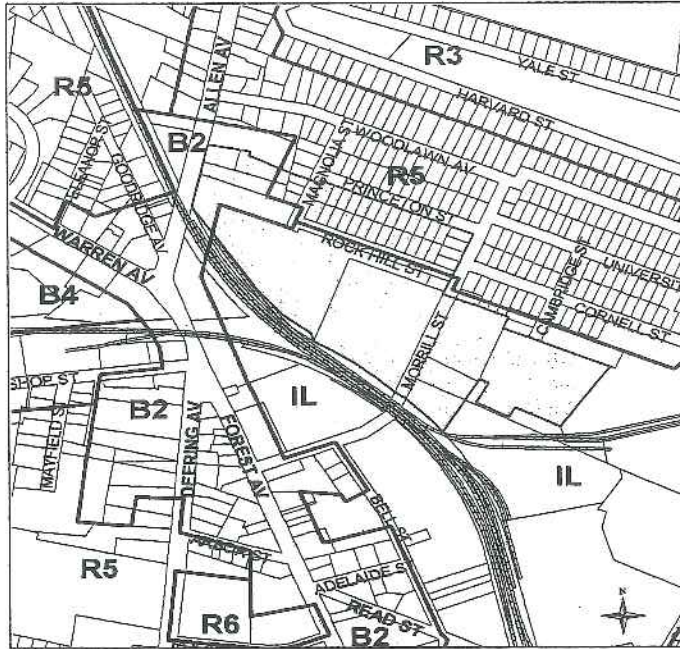 R3
YALE ST
R5
ALLEN AV
HARVARD ST
B2
WOODLAWN AV
MAGNOLIA ST
R5
PRINCETON ST
GOODRIDGE AV
ROCK HILL ST
UNIVERSIT
WARREN AV
CAMBRIDGE ST
B4
CORNELL ST
MORRILL ST
SHOP ST
IL
B2
MAYFIELD ST
DEERING AV
FOREST AV
IL
BELL ST
R5
ADELAIDE S
READ ST
R6
B2
N